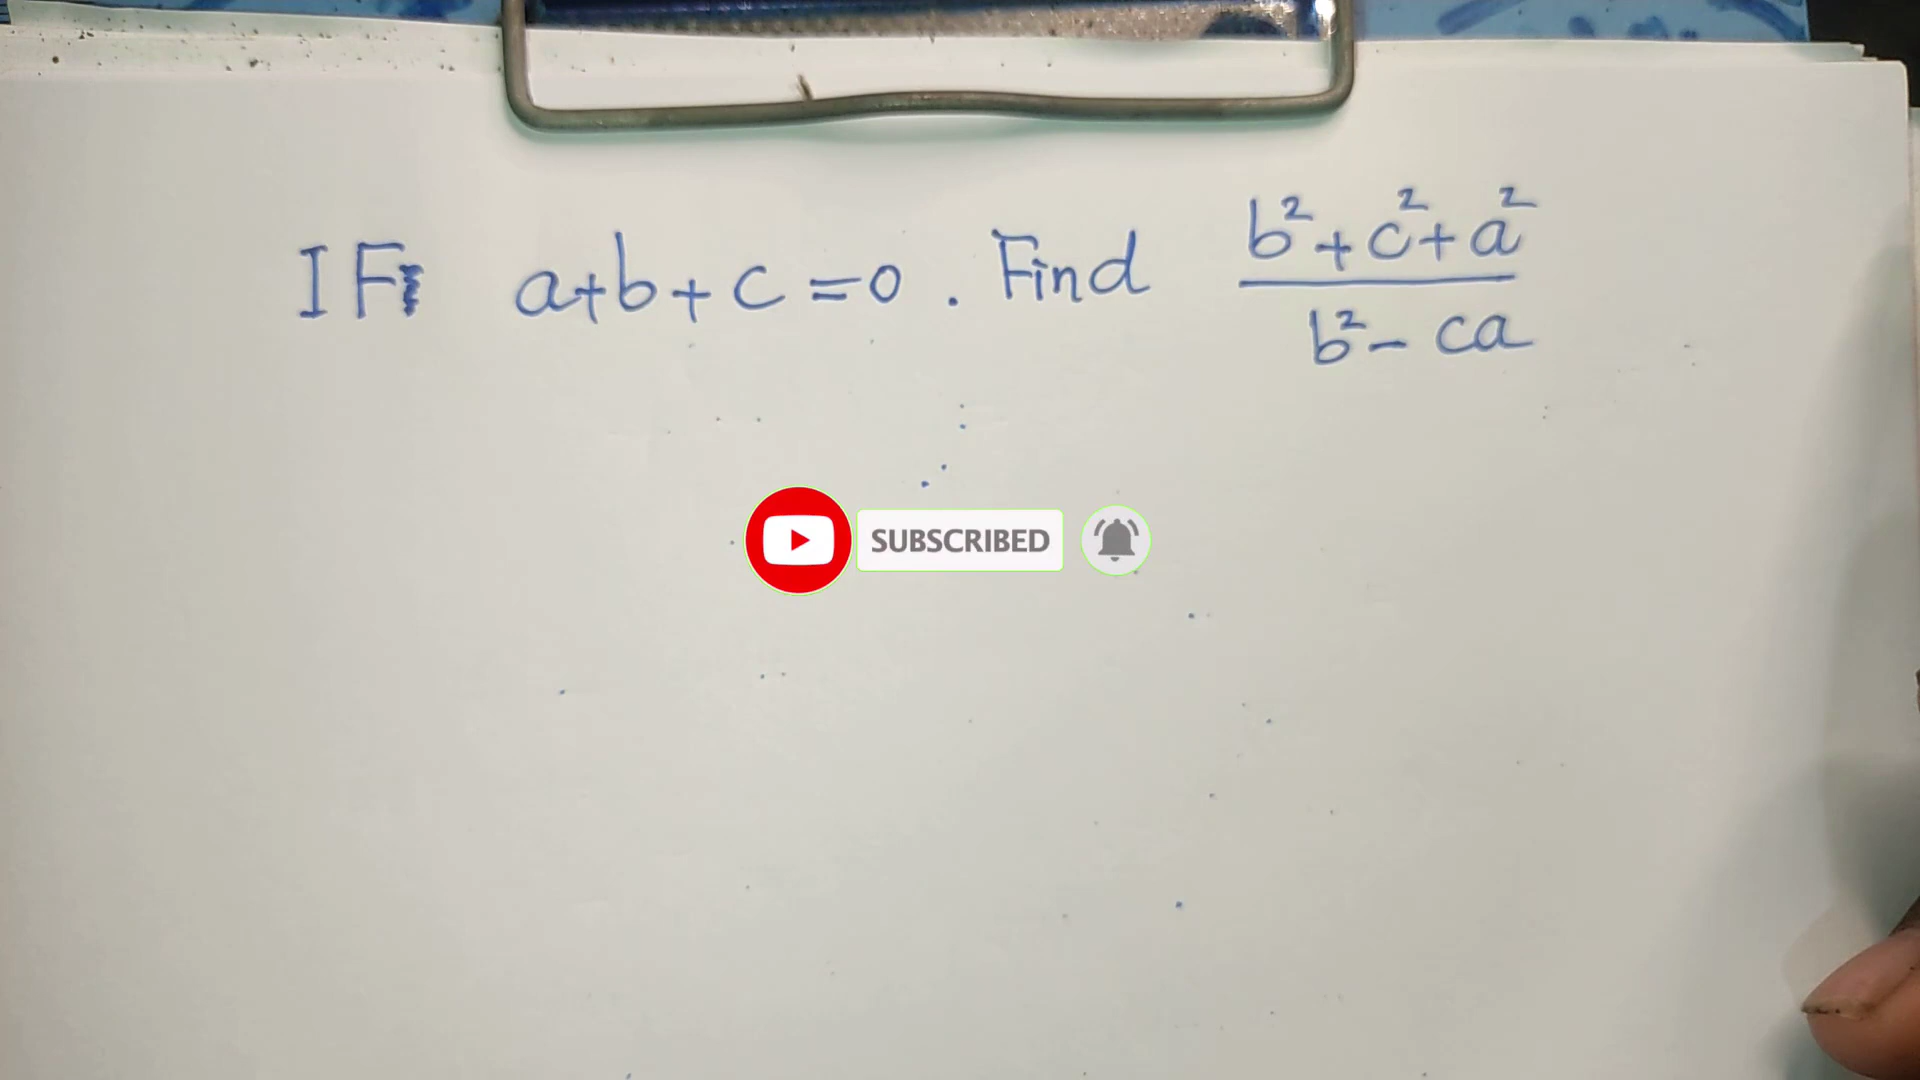 IF a+b+c=0. Find b²+c²+a² / b²-ca
SUBSCRIBED